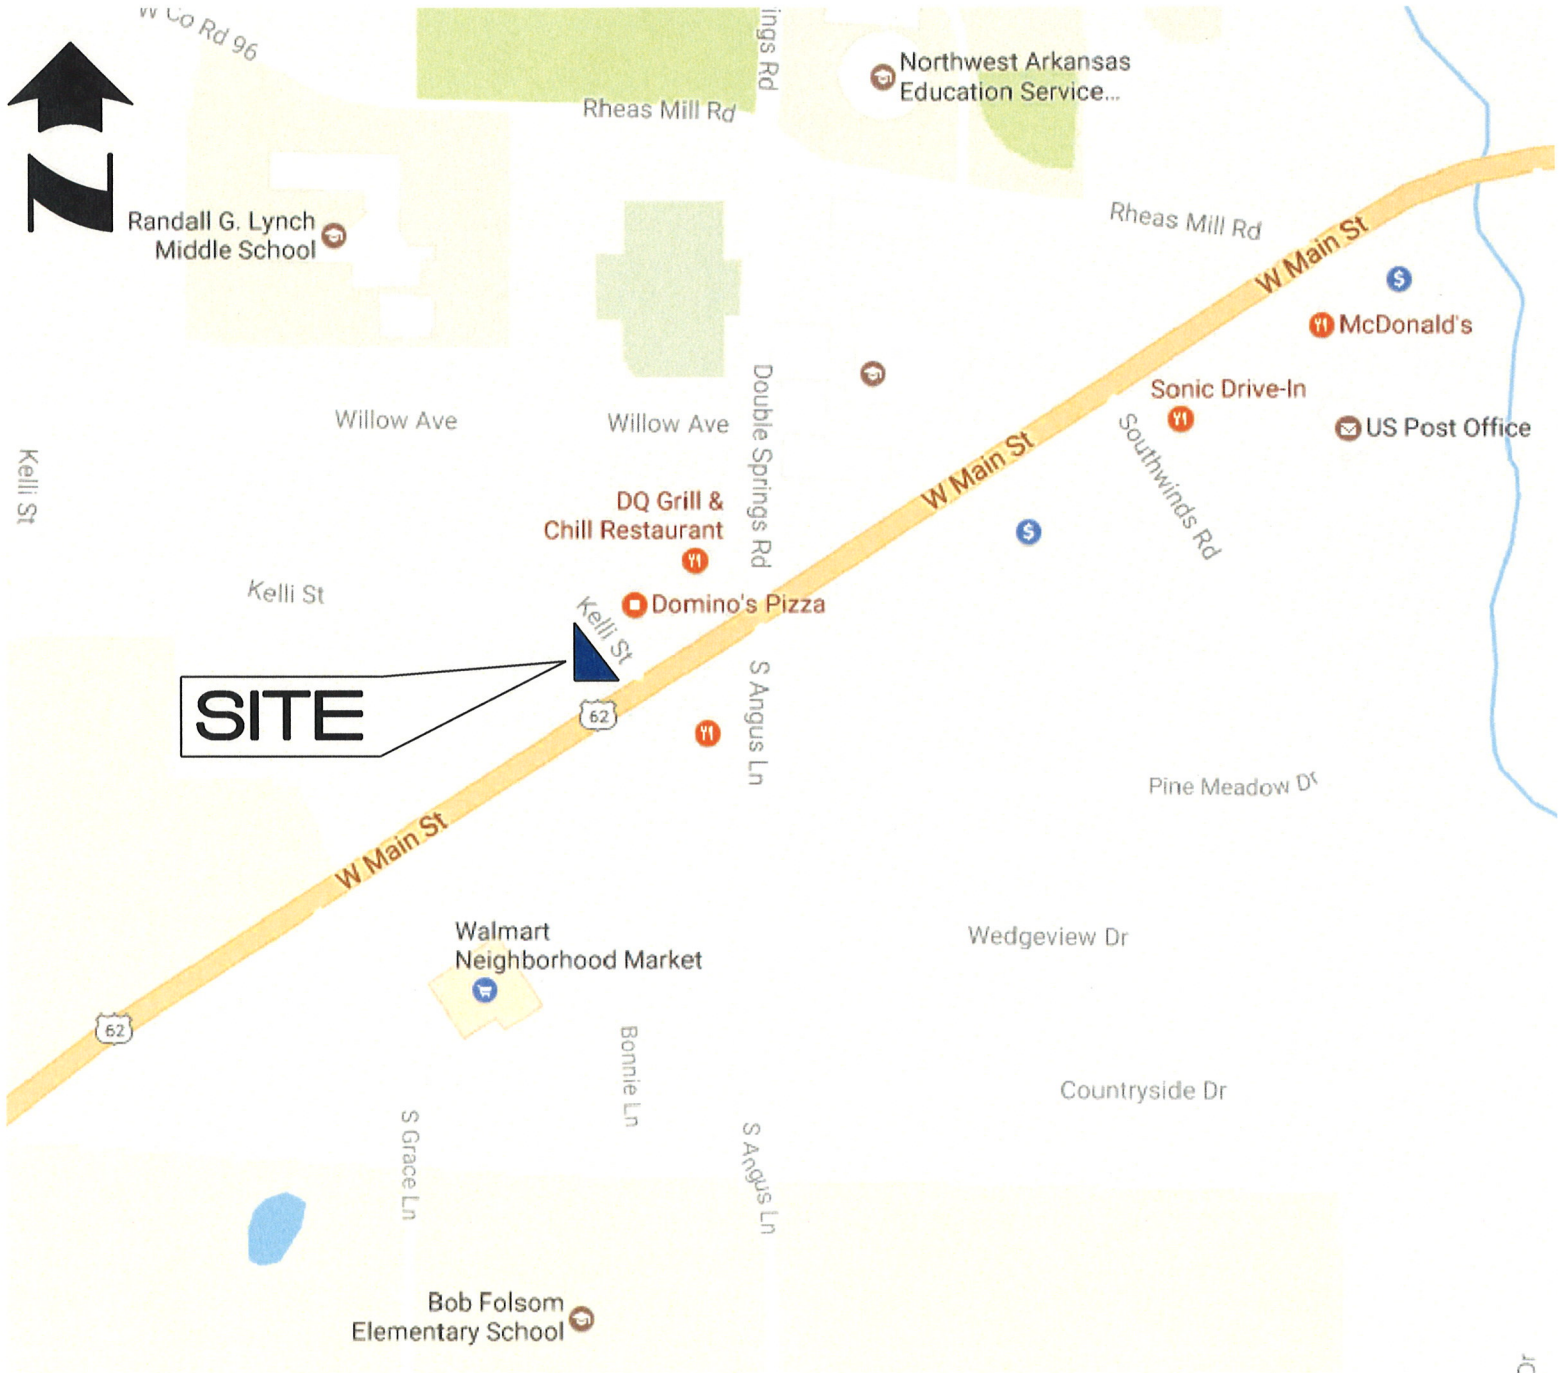 W Co Rd 96
ings Rd
Northwest Arkansas
Education Service...
Rheas Mill Rd
N
Randall G. Lynch
Middle School
Rheas Mill Rd
W Main St
McDonald's
Sonic Drive-In
US Post Office
Willow Ave
Willow Ave
Double Springs Rd
Southwinds Rd
W Main St
Kelli St
DQ Grill &
Chill Restaurant
Kelli St
Kelli St
Domino's Pizza
SITE
62
S Angus Ln
Pine Meadow Dr
W Main St
Walmart
Neighborhood Market
Wedgeview Dr
62
Bonnie Ln
Countryside Dr
S Grace Ln
S Angus Ln
Bob Folsom
Elementary School
Dr